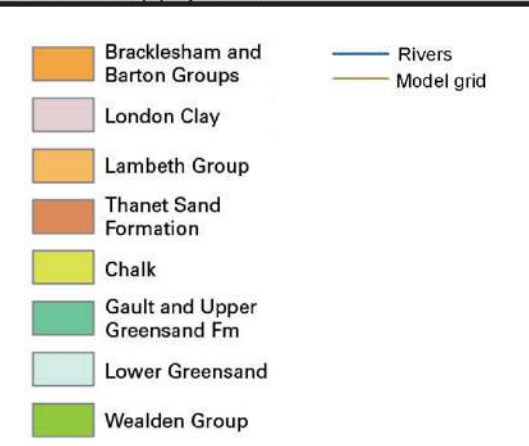 Bracklesham and
Barton Groups
London Clay
Lambeth Group
Thanet Sand
Formation
Chalk
Gault and Upper
Greensand Fm
Lower Greensand
Wealden Group
Rivers
Model grid